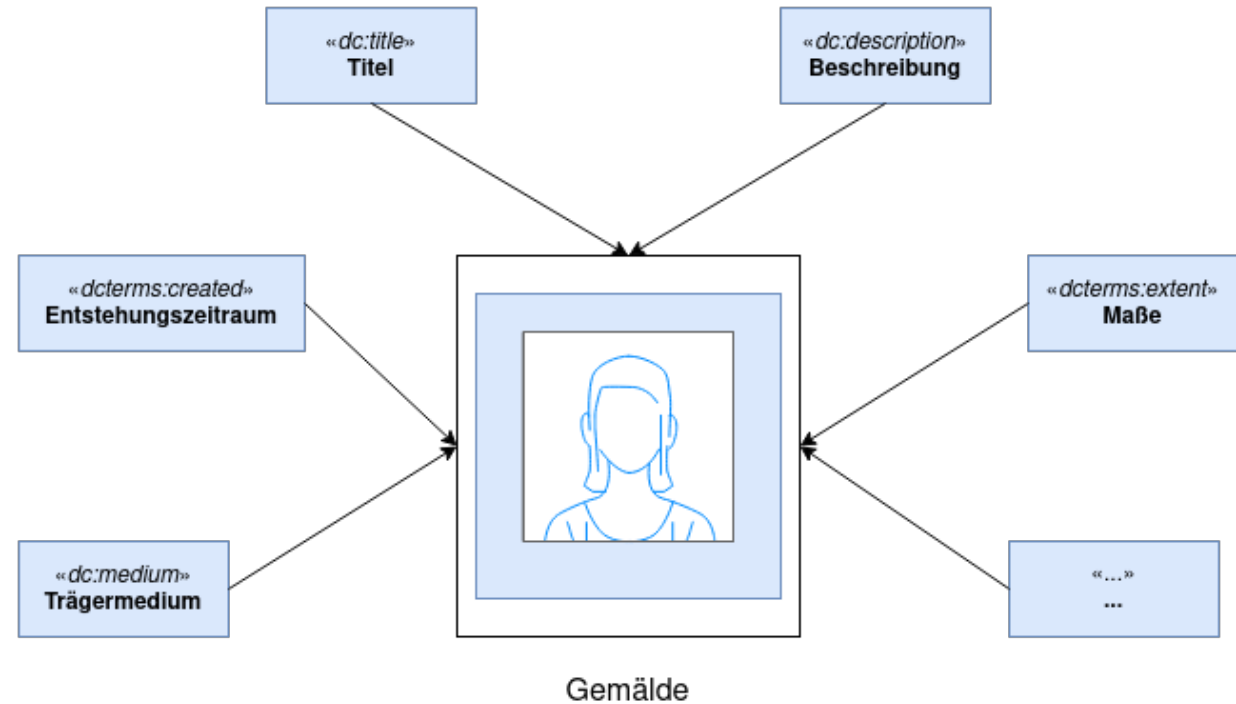 «dc:title»
Titel
«dc:description»
Beschreibung
«dcterms:created»
Entstehungszeitraum
«dcterms:extent»
Maße
«dc:medium»
Trägermedium
«...»
...
Gemälde